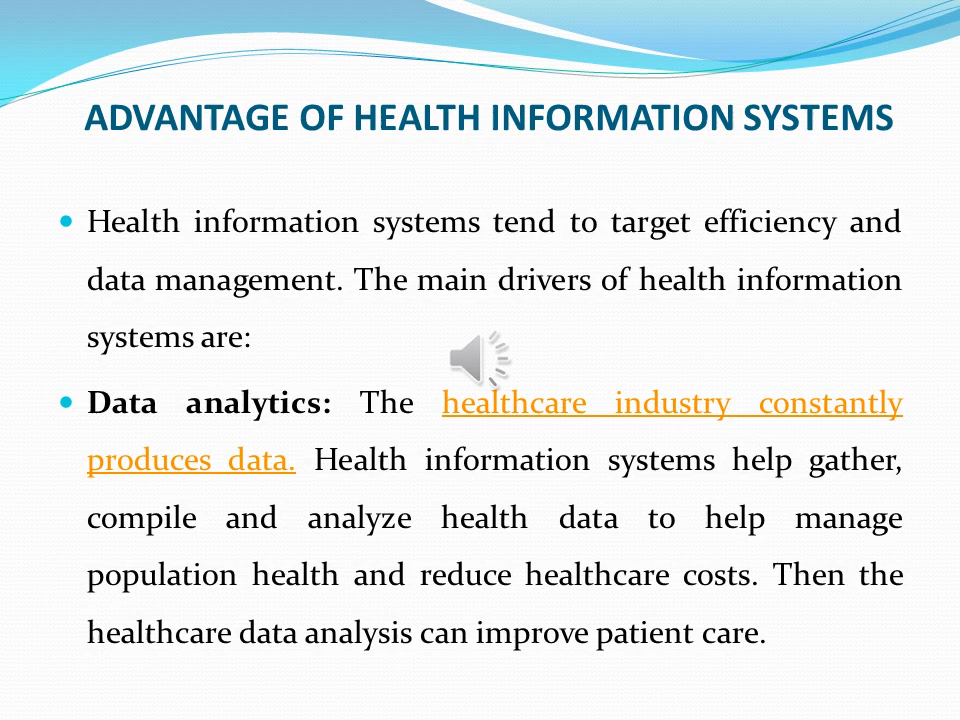 ADVANTAGE OF HEALTH INFORMATION SYSTEMS
• Health information systems tend to target efficiency and
data management. The main drivers of health information
systems are:
• Data analytics: The healthcare industry constantly
produces data. Health information systems help gather,
compile and analyze health data to help manage
population health and reduce healthcare costs. Then the
healthcare data analysis can improve patient care.